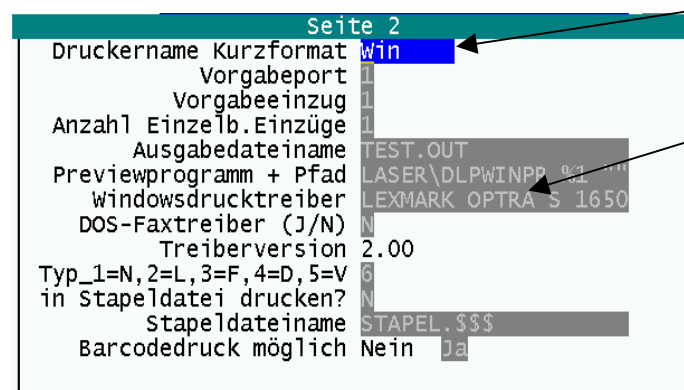 Seite 2
Druckername Kurzformat Win
Vorgabeport 1
Vorgabeeinzug 1
Anzahl Einzelb.Einzüge 1
Ausgabedateiname TEST.OUT
Previewprogramm + Pfad LASER\DLPWINPR %1 ""
Windowsdrucktreiber LEXMARK OPTRA S 1650
DOS-Faxtreiber (J/N) N
Treiberversion 2.00
Typ_1=N,2=L,3=F,4=D,5=V 6
in Stapeldatei drucken? N
Stapeldateiname STAPEL.$$$
Barcodedruck möglich Nein Ja